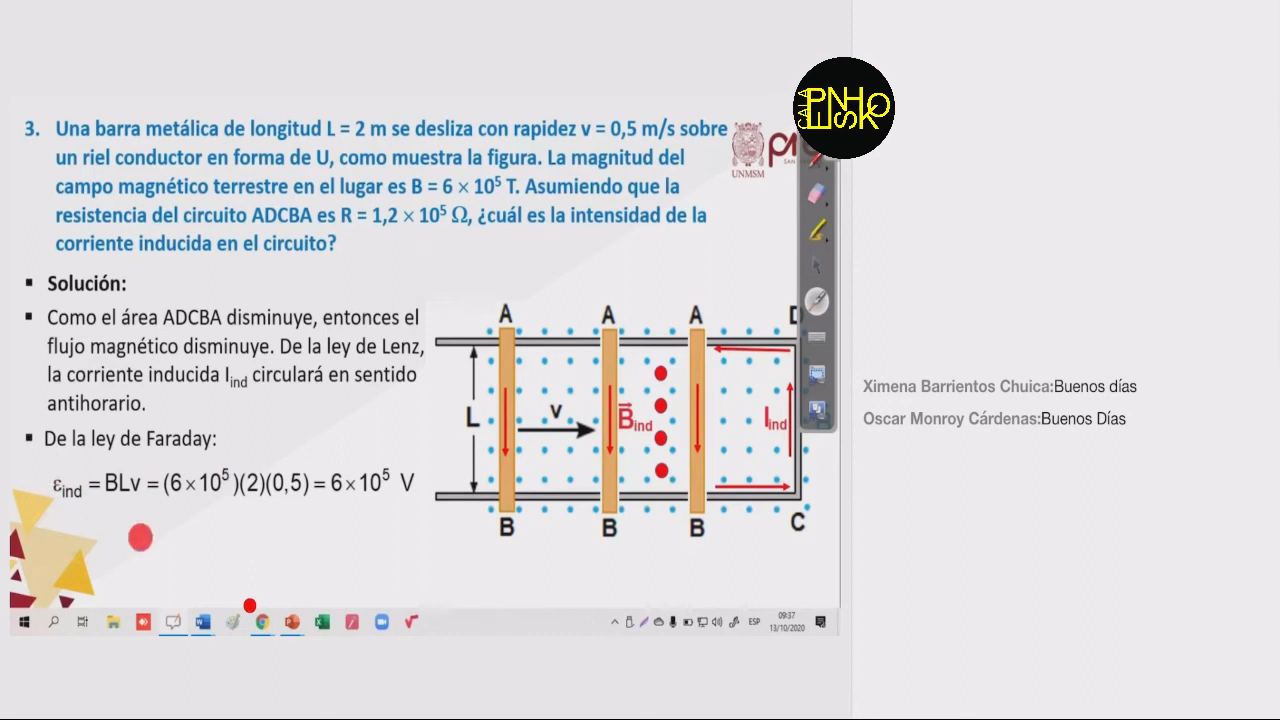 3. Una barra metálica de longitud L = 2 m se desliza con rapidez v = 0,5 m/s sobre
un riel conductor en forma de U, como muestra la figura. La magnitud del
campo magnético terrestre en el lugar es B = 6 × 10⁵ T. Asumiendo que la
resistencia del circuito ADCBA es R = 1,2 × 10⁵ Ω, ¿cuál es la intensidad de la
corriente inducida en el circuito?
UNMSM
▪ Solución:
▪ Como el área ADCBA disminuye, entonces el
flujo magnético disminuye. De la ley de Lenz,
la corriente inducida I_ind circulará en sentido
antihorario.
▪ De la ley de Faraday:
ε_ind = BLv = (6 × 10⁵)(2)(0,5) = 6 × 10⁵ V
A A A D
L v B⃗_ind I_ind
B B B C
ESP
09:37
13/10/2020
Ximena Barrientos Chuica:Buenos días
Oscar Monroy Cárdenas:Buenos Días